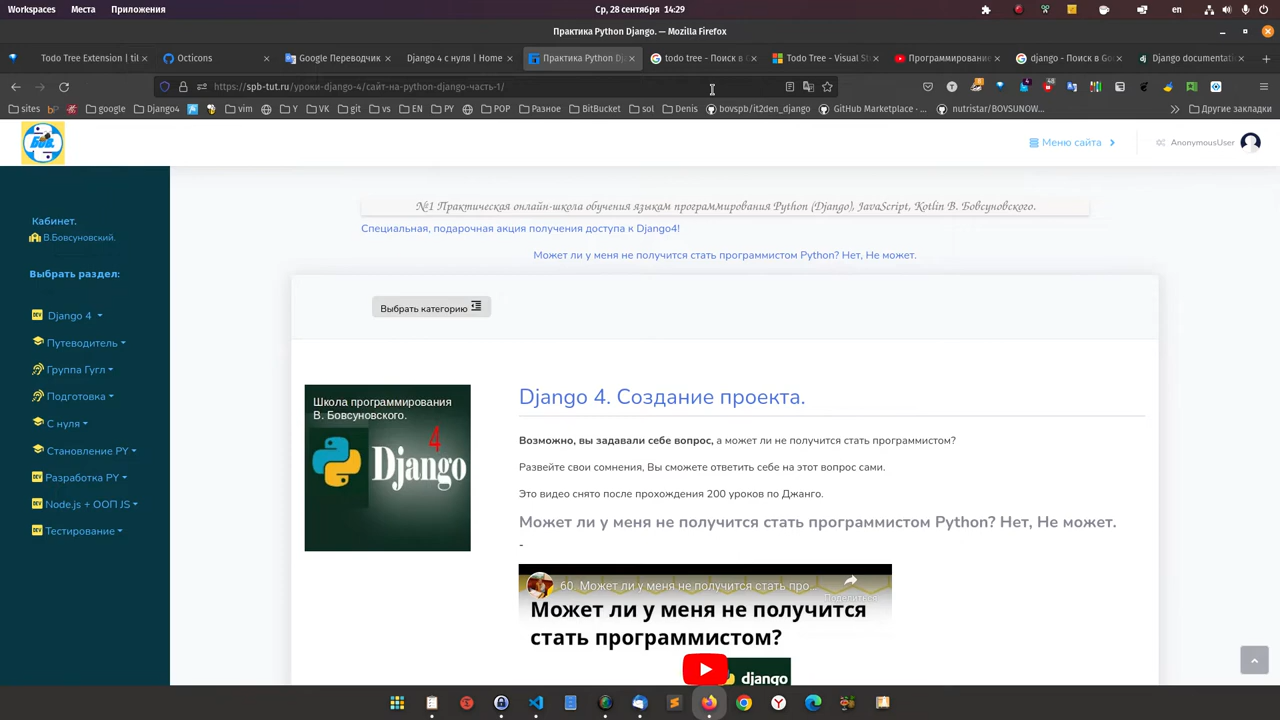 Workspaces Места Приложения Ср, 28 сентября 14:29 en
Практика Python Django. — Mozilla Firefox
Todo Tree Extension | til × Octicons × Google Переводчик × Django 4 с нуля | Home × Практика Python Dj × todo tree - Поиск в G × Todo Tree - Visual St × Программирование × django - Поиск в Go × Django documentati × +
https://spb-tut.ru/уроки-django-4/сайт-на-python-django-часть-1/
sites bp google Django4 vb Y VK git vs EN PY POP Разное BitBucket sol Denis bovspb/it2den_django GitHub Marketplace - ... nutristar/BOVSUNOW... Другие закладки
БОВ.
Меню сайта
AnonymousUser
Кабинет.
В.Бовсуновский.
Выбрать раздел:
Django 4
Путеводитель
Группа Гугл
Подготовка
С нуля
Становление PY
Разработка PY
Node.js + ООП JS
Тестирование
№1 Практическая онлайн-школа обучения языкам программирования Python (Django), JavaScript, Kotlin В. Бовсуновского.
Специальная, подарочная акция получения доступа к Django4!
Может ли у меня не получится стать программистом Python? Нет, Не может.
Выбрать категорию
Школа программирования
В. Бовсуновского.
4
Django
Django 4. Создание проекта.
Возможно, вы задавали себе вопрос, а может ли не получится стать программистом?
Развейте свои сомнения, Вы сможете ответить себе на этот вопрос сами.
Это видео снято после прохождения 200 уроков по Джанго.
Может ли у меня не получится стать программистом Python? Нет, Не может.
-
60. Может ли у меня не получится стать про...
Поделиться
Может ли у меня не получится
стать программистом?
django